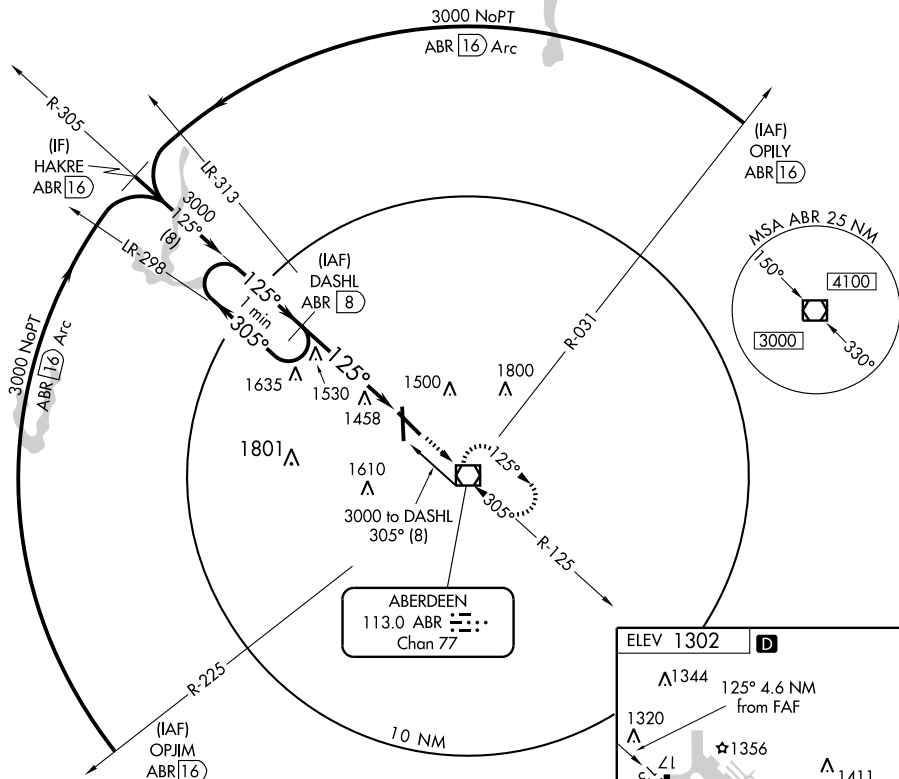 3000 NoPT
ABR 16 Arc
R-305
(IF)
HAKRE
ABR 16
LR-313
(IAF)
OPILY
ABR 16
3000
125°
(8)
LR-298
MSA ABR 25 NM
150°
4100
3000
330°
(IAF)
DASHL
ABR 8
125°
1 min
305°
R-031
3000 NoPT
ABR 16 Arc
125°
1635
1530
1458
1500
1800
1801
1610
125°
305°
3000 to DASHL
305° (8)
R-125
ABERDEEN
113.0 ABR
Chan 77
R-225
(IAF)
OPJIM
ABR 16
10 NM
ELEV 1302
D
1344
125° 4.6 NM
from FAF
1320
1356
17
1411